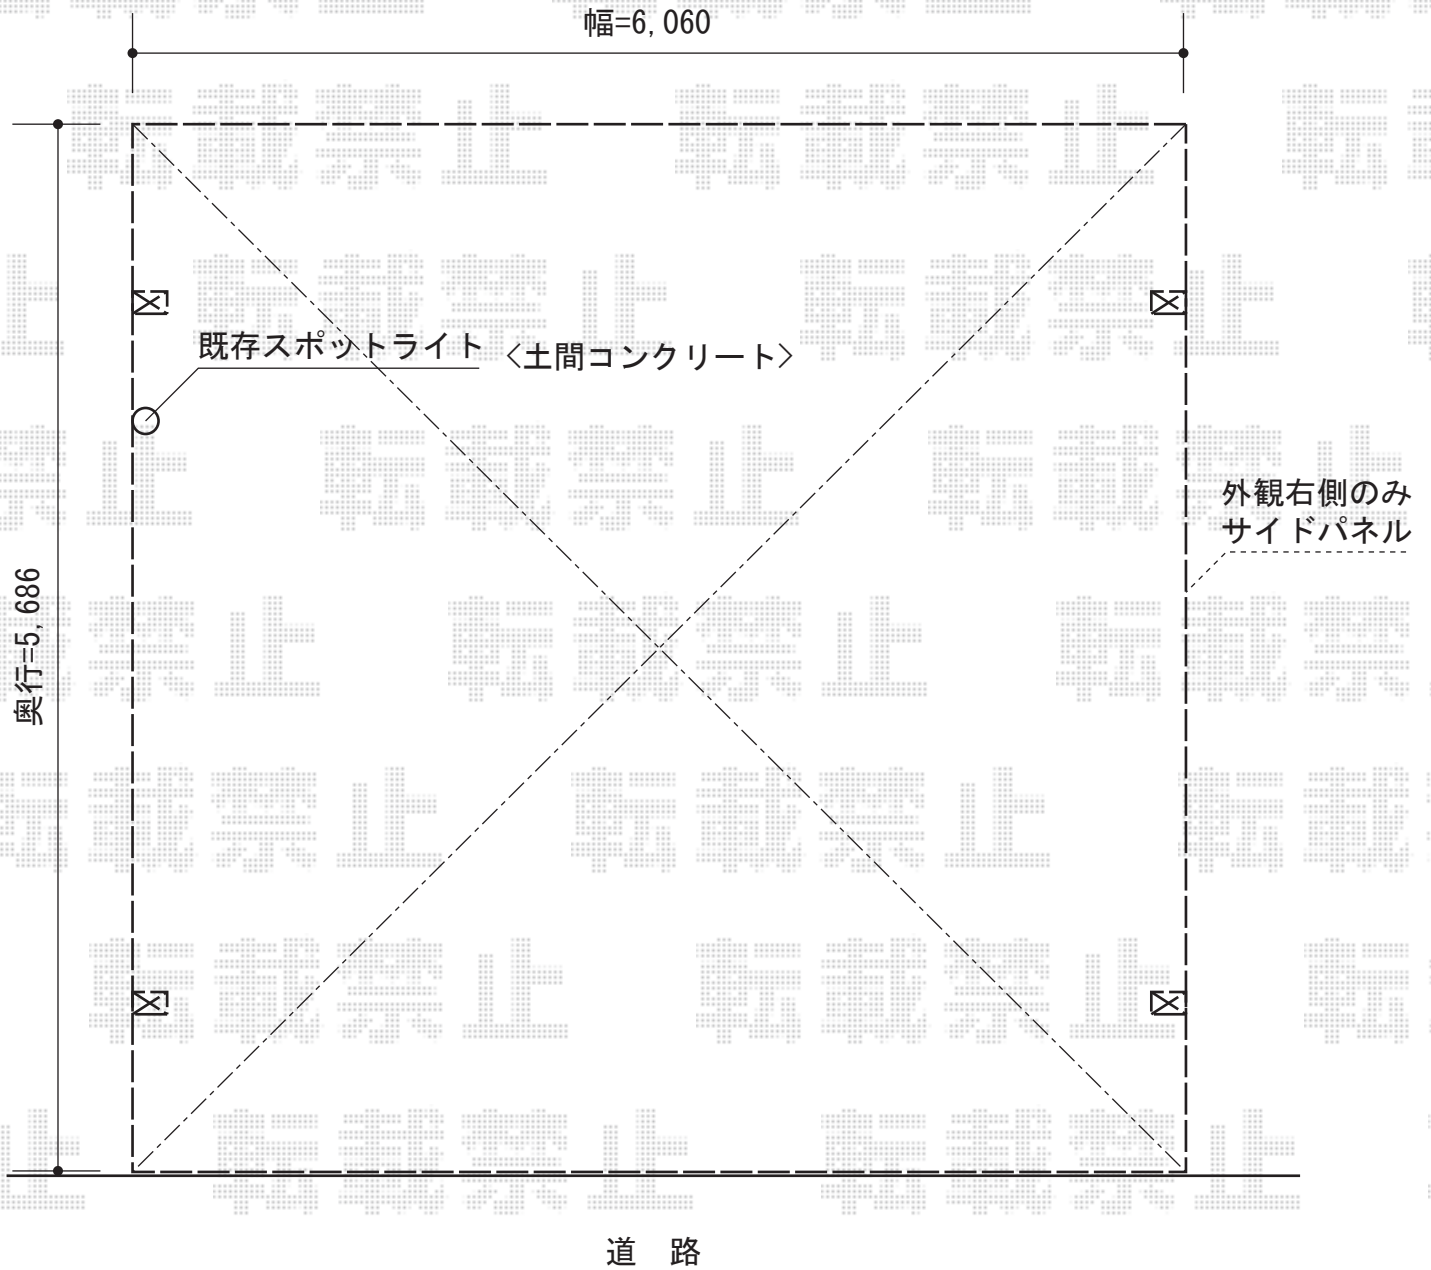 幅=6,060
既存スポットライト
〈土間コンクリート〉
外観右側のみ
サイドパネル
奥行=5,686
道 路
転載禁止